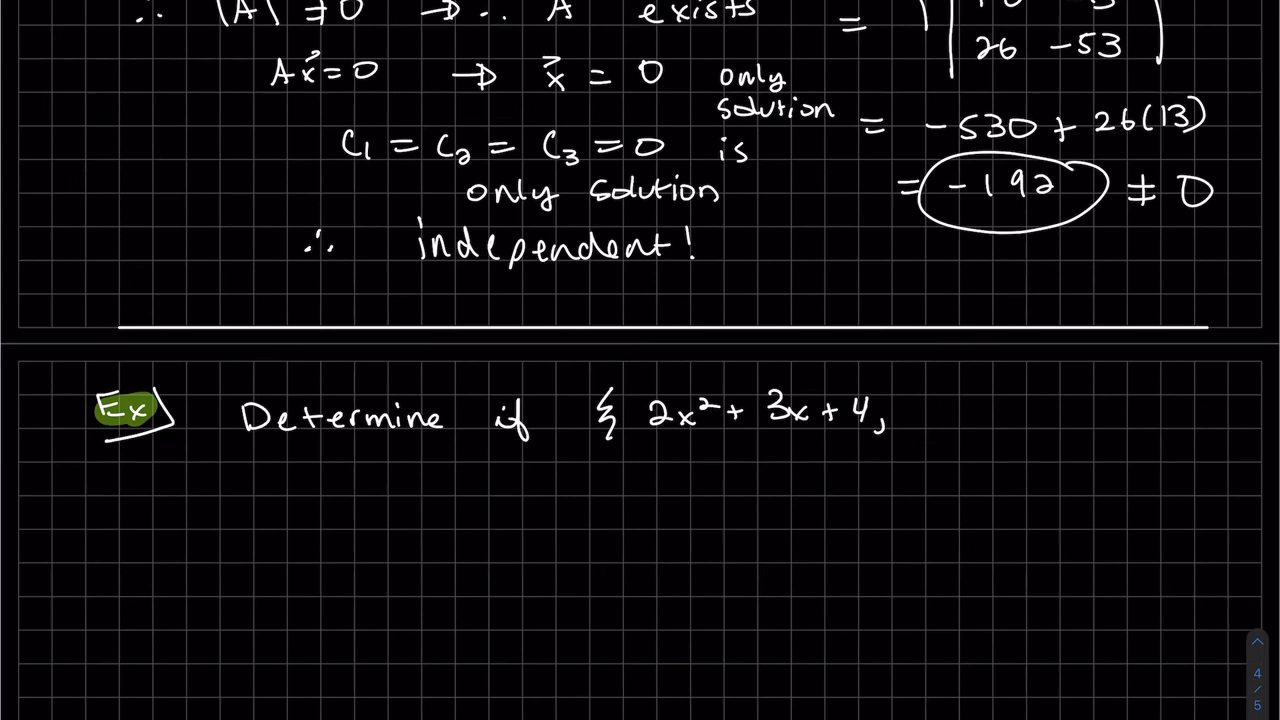 ∴ |A| ≠ 0 → ∴ A exists
= 1 | |
26 -53
Ax⃗ = 0 → x⃗ = 0 only solution is
= -530 + 26(13)
C₁ = C₂ = C₃ = 0
only solution
= -192 ≠ 0
∴ independent!
Ex Determine if { 2x² + 3x + 4,
4
/
5